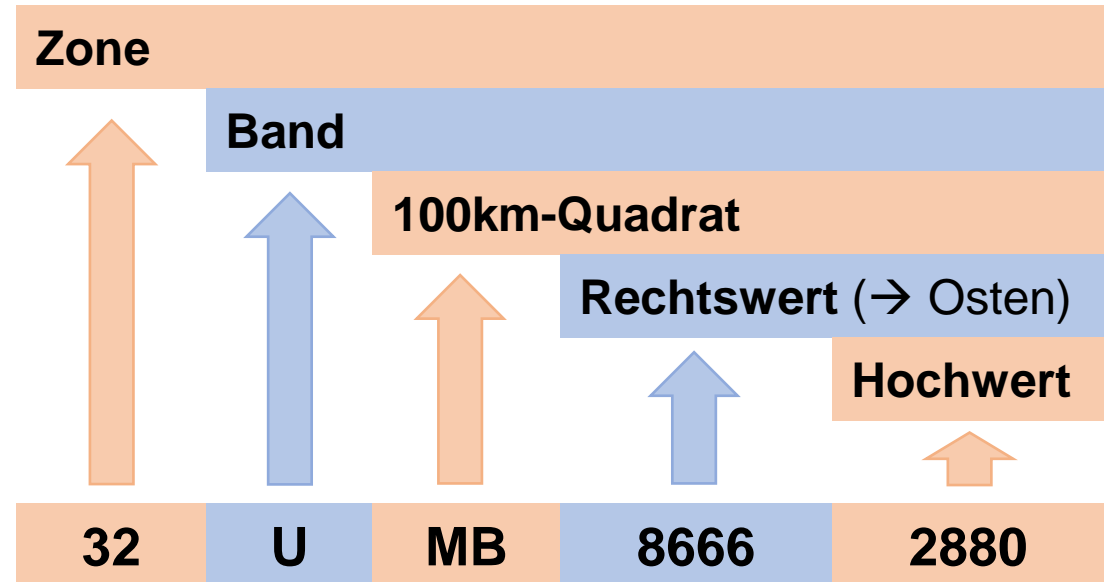 Zone
Band
100km-Quadrat
Rechtswert (→ Osten)
Hochwert
32 U MB 8666 2880